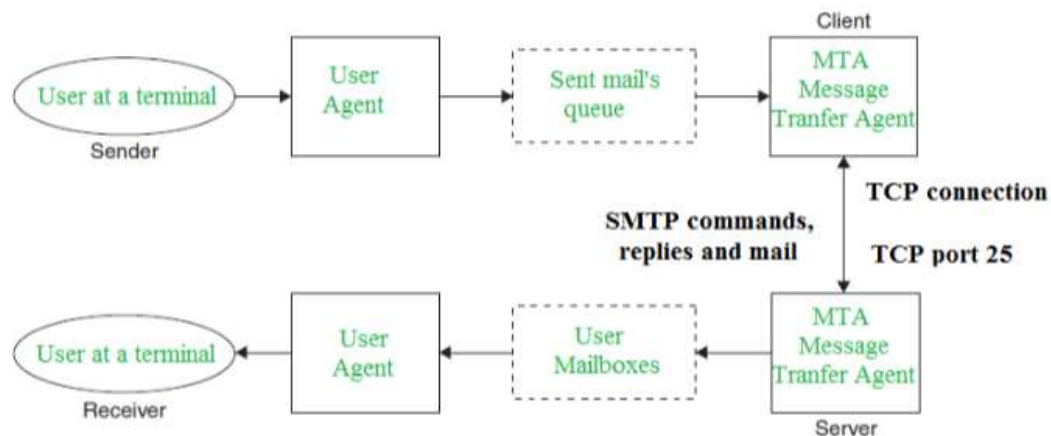 Client
User at a terminal
User
Agent
Sent mail's
queue
MTA
Message
Tranfer Agent
Sender
TCP connection
SMTP commands,
replies and mail
TCP port 25
User at a terminal
User
Agent
User
Mailboxes
MTA
Message
Tranfer Agent
Receiver
Server